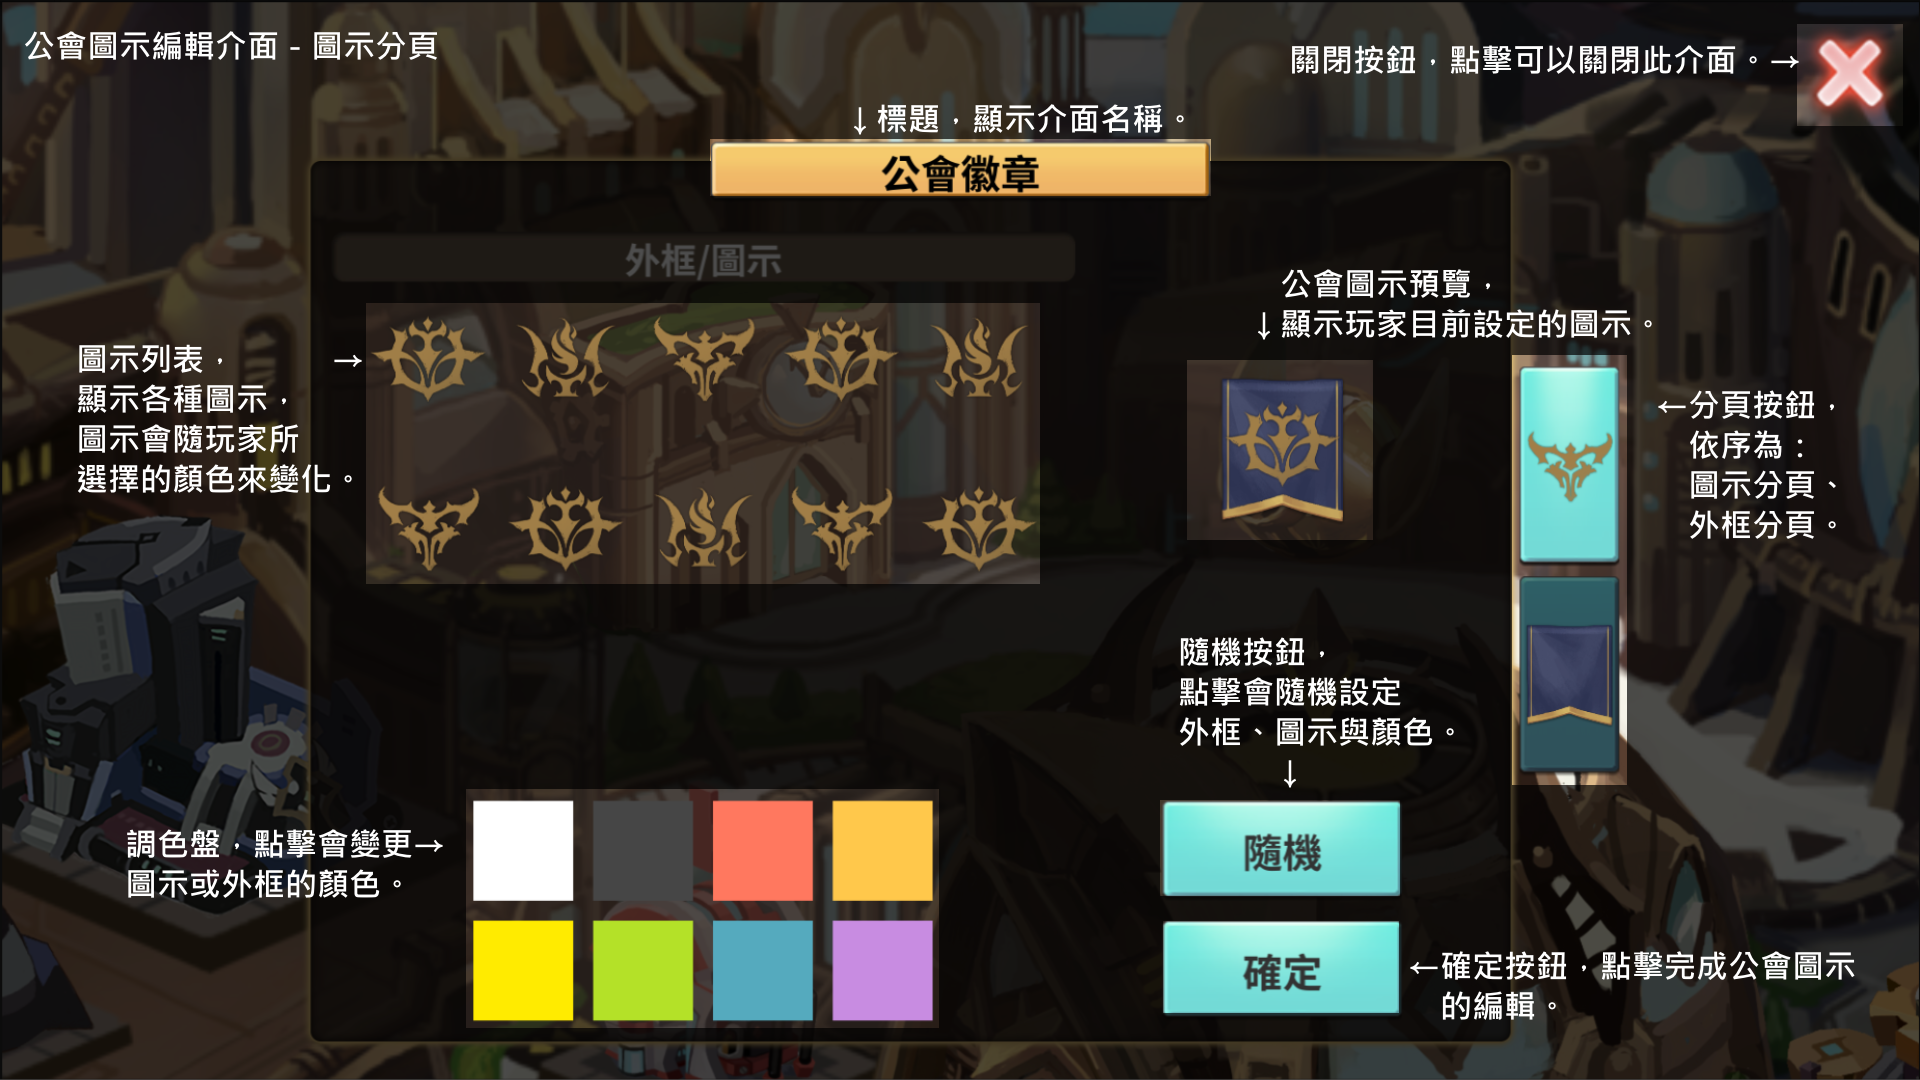 公會圖示編輯介面 - 圖示分頁
關閉按鈕，點擊可以關閉此介面。→
↓標題，顯示介面名稱。
公會徽章
外框/圖示
公會圖示預覽，
↓顯示玩家目前設定的圖示。
圖示列表， →
顯示各種圖示，
圖示會隨玩家所
選擇的顏色來變化。
←分頁按鈕，
依序為：
圖示分頁、
外框分頁。
隨機按鈕，
點擊會隨機設定
外框、圖示與顏色。
↓
調色盤，點擊會變更→
圖示或外框的顏色。
隨機
確定
←確定按鈕，點擊完成公會圖示
的編輯。